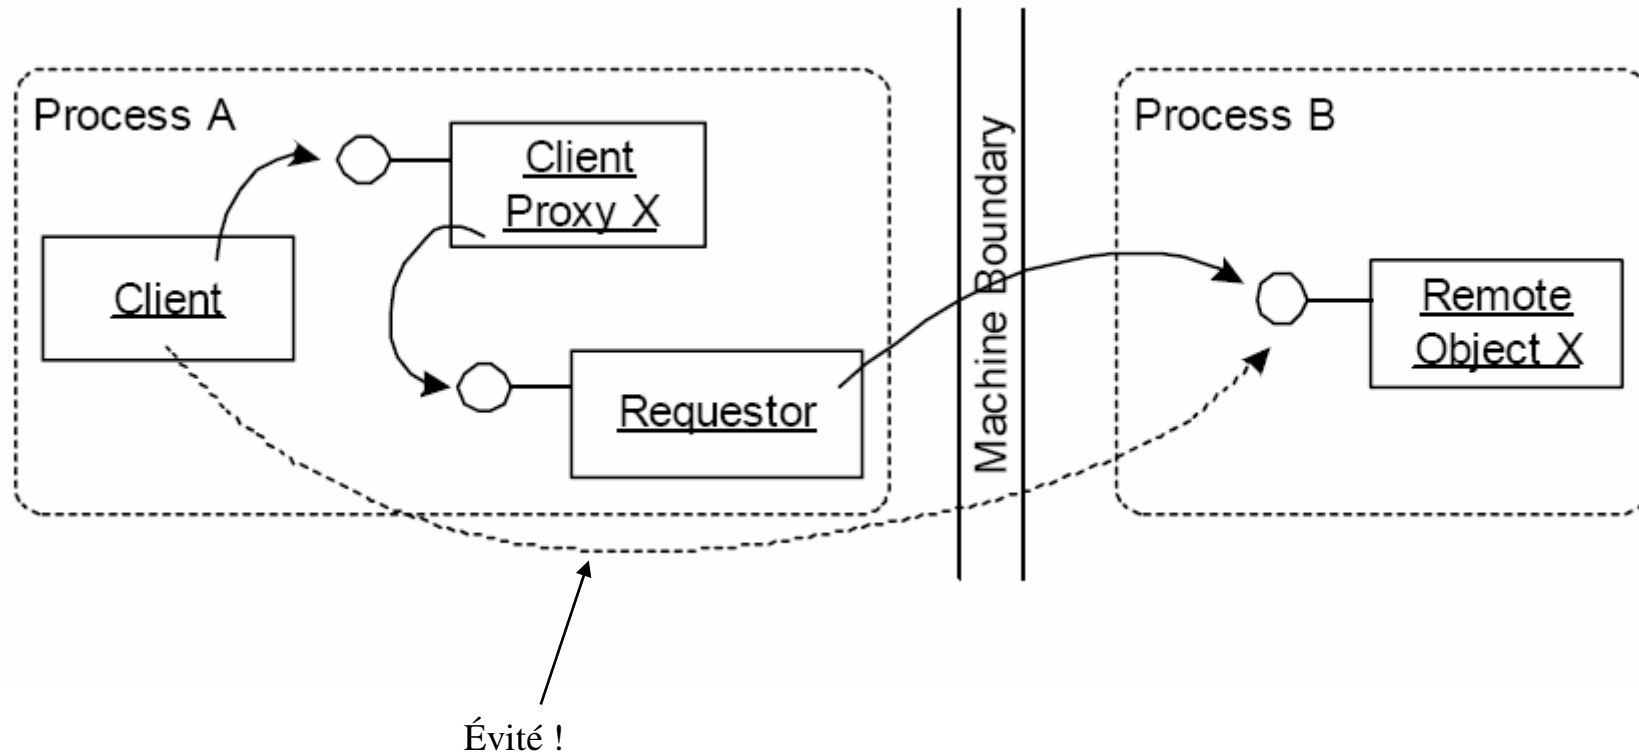 Process A
Client
Proxy X
Client
Requestor
Machine Boundary
Process B
Remote
Object X
Évité !